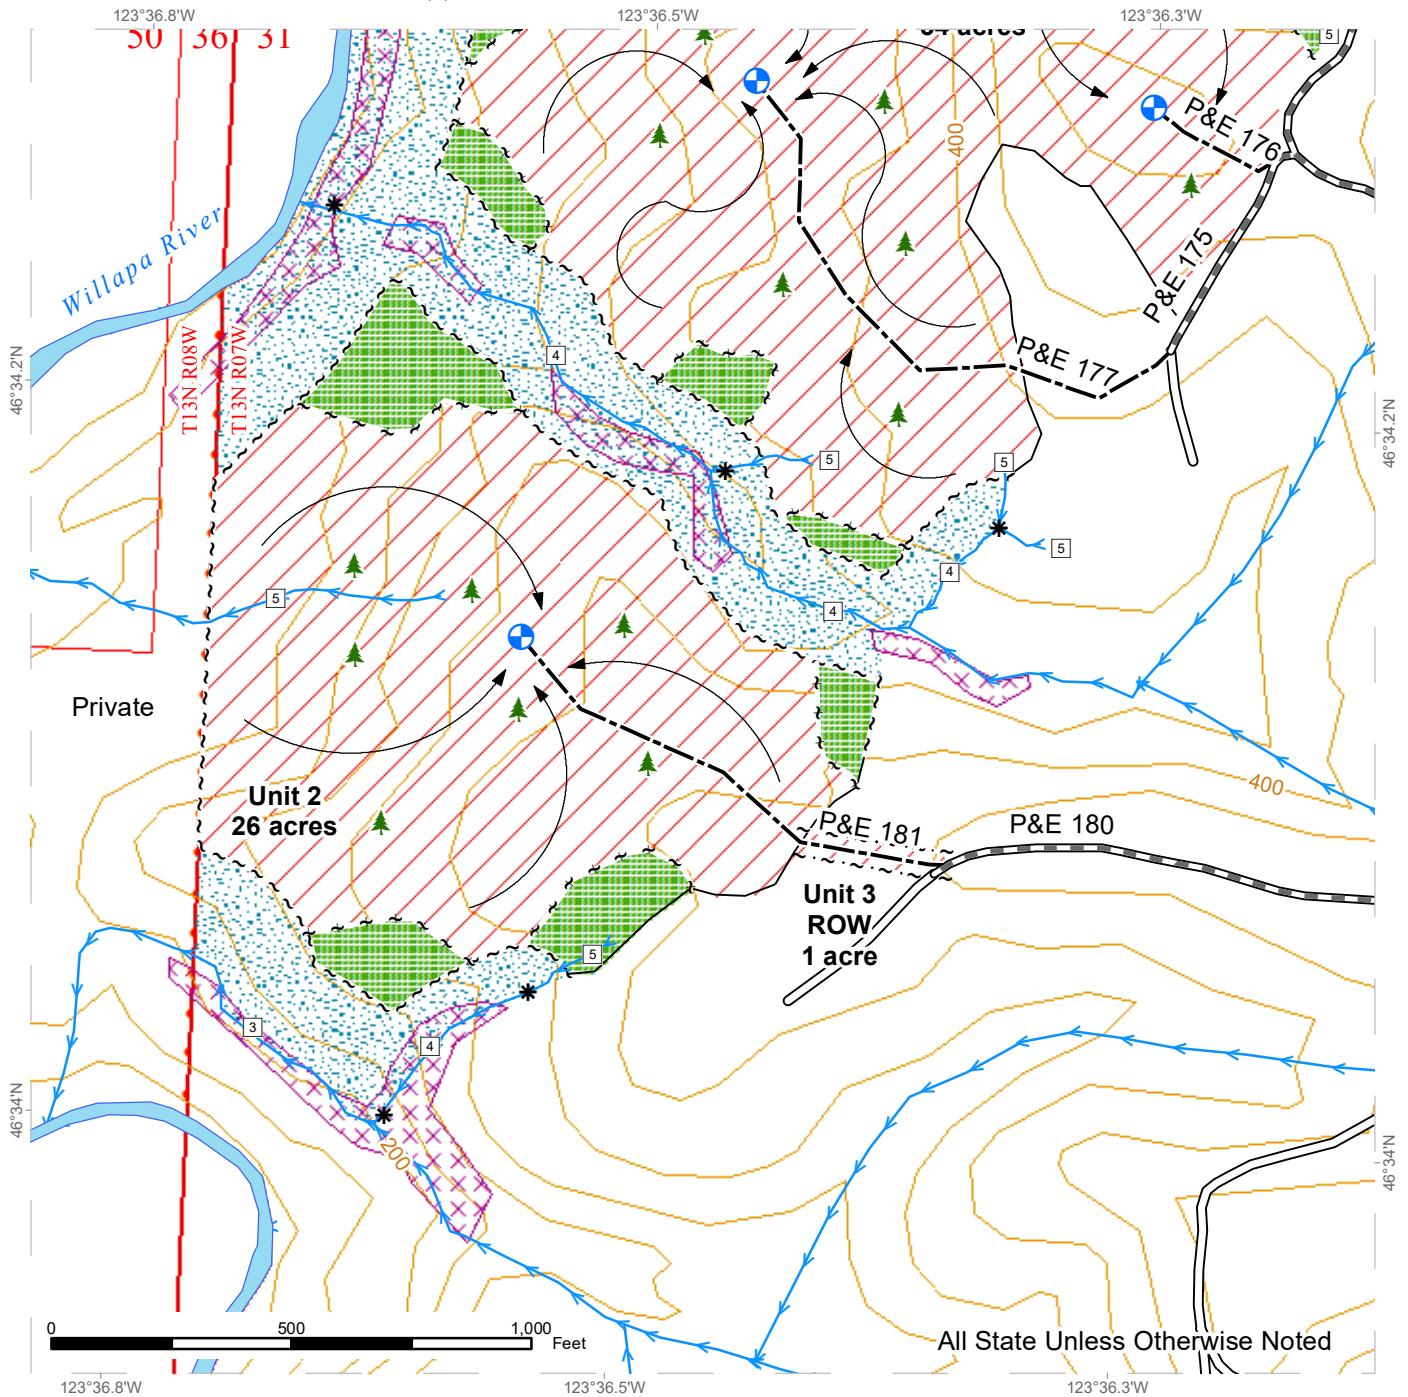 123°36.8'W
123°36.5'W
123°36.3'W
36
31
acres
5
P&E 176
400
Willapa River
P&E 175
T13N R08W
T13N R07W
46°34.2'N
4
P&E 177
46°34.2'N
5
5
5
4
5
4
Private
Unit 2
26 acres
400
P&E 181
P&E 180
Unit 3
ROW
1 acre
5
3
4
46°34'N
200
46°34'N
0
500
1,000
Feet
All State Unless Otherwise Noted
123°36.8'W
123°36.5'W
123°36.3'W